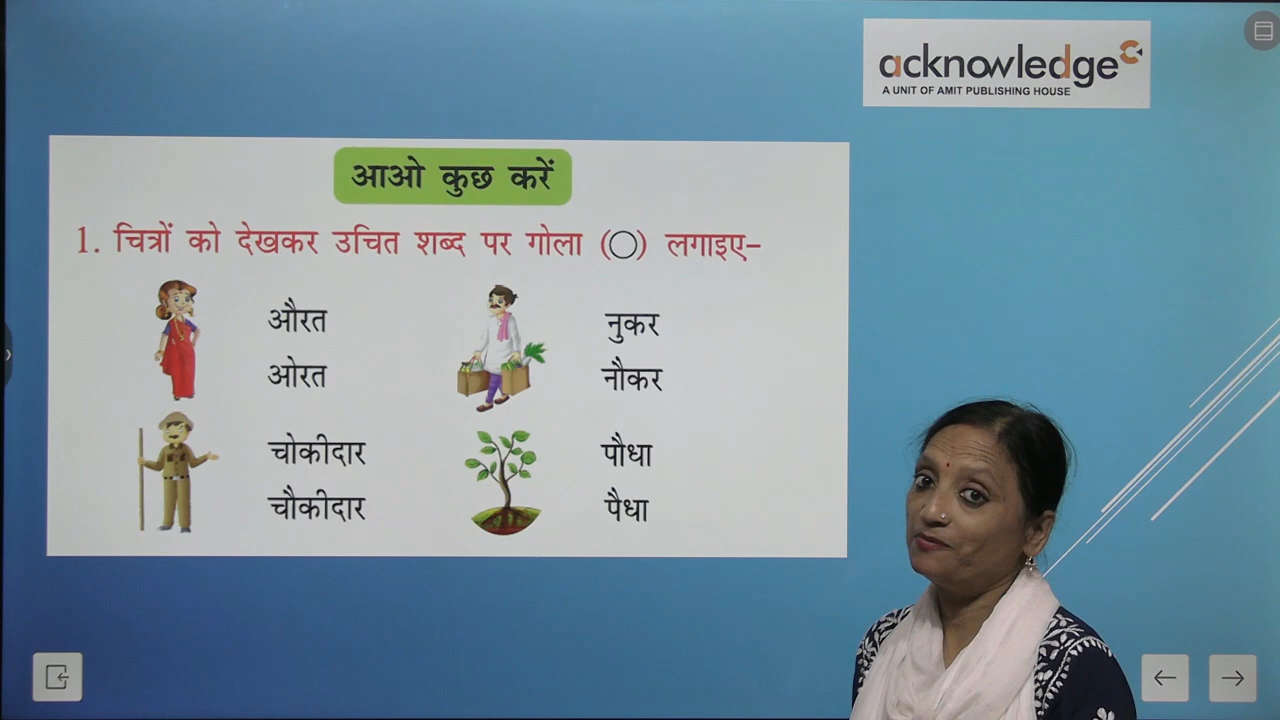 acknowledge
A UNIT OF AMIT PUBLISHING HOUSE
आओ कुछ करें
1. चित्रों को देखकर उचित शब्द पर गोला (○) लगाइए–
औरत
ओरत
नुकर
नौकर
चोकीदार
चौकीदार
पौधा
पैधा